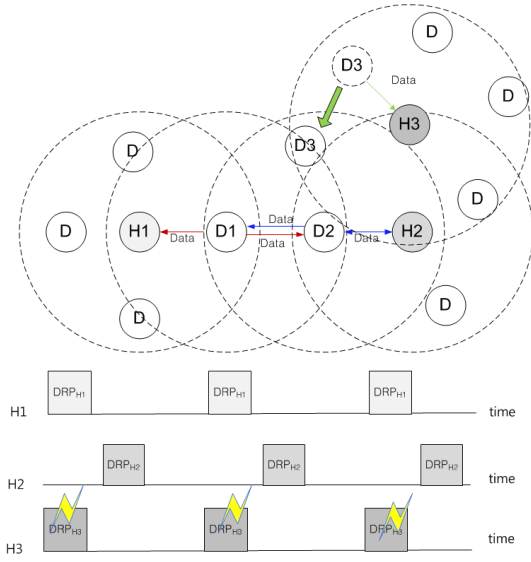 D
D3
Data
D
H3
D
D3
D
D
H1
Data
D1
Data
Data
D2
Data
H2
D
D
DRPH1
DRPH1
DRPH1
H1
time
DRPH2
DRPH2
DRPH2
H2
time
DRPH3
DRPH3
DRPH3
H3
time